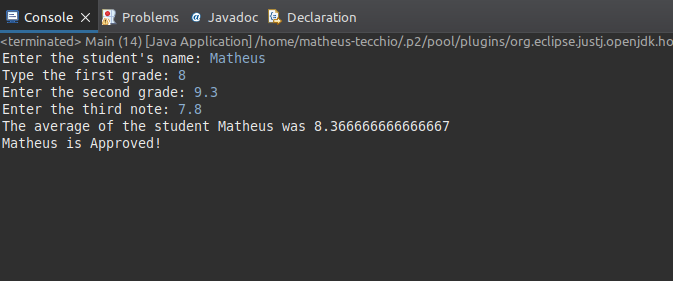 Console Problems Javadoc Declaration
<terminated> Main (14) [Java Application] /home/matheus-tecchio/.p2/pool/plugins/org.eclipse.justj.openjdk.ho
Enter the student's name: Matheus
Type the first grade: 8
Enter the second grade: 9.3
Enter the third note: 7.8
The average of the student Matheus was 8.366666666666667
Matheus is Approved!